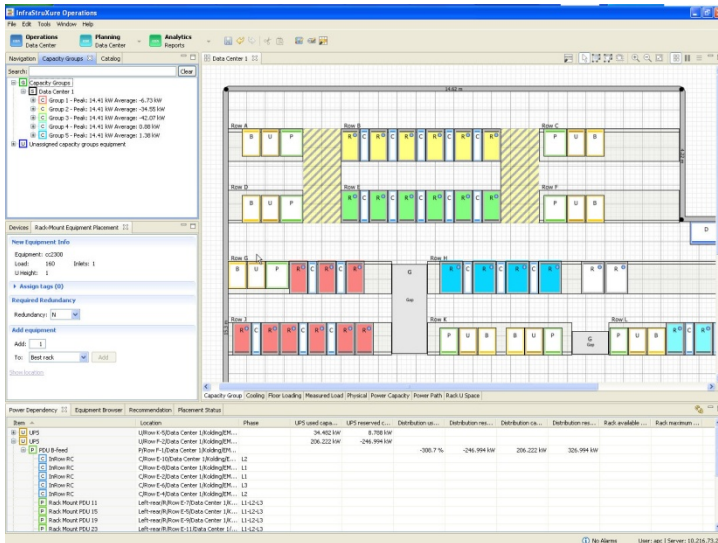 InfraStruXure Operations
File Edit Tools Window Help
Operations
Data Center
Planning
Data Center
Analytics
Reports
Navigation Capacity Groups Catalog
Data Center 1
Search: Clear
Capacity Groups
Data Center 1
Group 1 - Peak: 14.41 kW Average: -6.73 kW
Group 2 - Peak: 14.41 kW Average: -34.55 kW
Group 3 - Peak: 14.41 kW Average: -42.07 kW
Group 4 - Peak: 14.41 kW Average: 0.88 kW
Group 5 - Peak: 14.41 kW Average: 1.38 kW
Unassigned capacity groups equipment
14.62 m
Row A Row B Row C
B U P R C R C R C R C R C R C P U B
Row D Row E Row F
B U P R C R C R C R C R C R C P U B
D
Row G Row H
B U P R C R C R G Gap R C R C R C R R R
Row J Row K Row L
R C R C R C R C R P U B B U P G Gap P U B R C R
Devices Rack-Mount Equipment Placement
New Equipment Info
Equipment: cc2300
Load: 160 Inlets: 1
U Height: 1
Assign tags (0)
Required Redundancy
Redundancy: N
Add equipment
Add: 1
To: Best rack Add
Show location
Capacity Group Cooling Floor Loading Measured Load Physical Power Capacity Power Path Rack U Space
Power Dependency Equipment Browser Recommendation Placement Status
Item Location Phase UPS used capa... UPS reserved c... Distribution us... Distribution res... Distribution ca... Distribution res... Rack available ... Rack maximum ...
UPS U/Row K-5/Data Center 1/Kolding/EM... 34.482 kW 8.788 kW
UPS U/Row F-2/Data Center 1/Kolding/EM... 206.222 kW -246.994 kW
PDU B-feed P/Row F-1/Data Center 1/Kolding/EM... -308.7 % -246.994 kW 206.222 kW 326.994 kW
InRow RC C/Row E-10/Data Center 1/Kolding/E... L2
InRow RC C/Row E-8/Data Center 1/Kolding/EM... L1
InRow RC C/Row E-2/Data Center 1/Kolding/EM... L1
InRow RC C/Row E-6/Data Center 1/Kolding/EM... L3
InRow RC C/Row E-4/Data Center 1/Kolding/EM... L2
Rack Mount PDU 11 Left-rear/R/Row E-7/Data Center 1/K... L1-L2-L3
Rack Mount PDU 15 Left-rear/R/Row E-5/Data Center 1/K... L1-L2-L3
Rack Mount PDU 19 Left-rear/R/Row E-9/Data Center 1/K... L1-L2-L3
Rack Mount PDU 23 Left-rear/R/Row E-11/Data Center 1/... L1-L2-L3
No Alarms User: apc | Server: 10.216.73.2